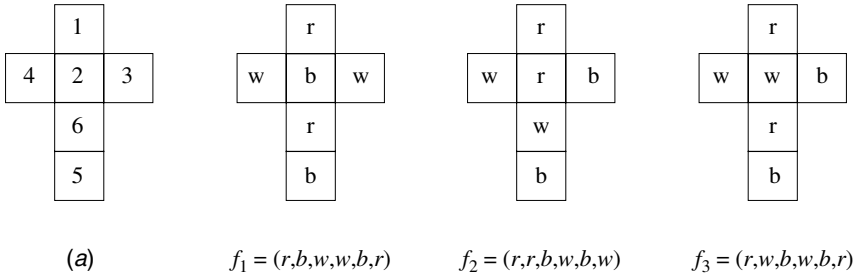 1 r r r
4 2 3 w b w w r b w w b
6 r w r
5 b b b
(a) f₁ = (r,b,w,w,b,r) f₂ = (r,r,b,w,b,w) f₃ = (r,w,b,w,b,r)